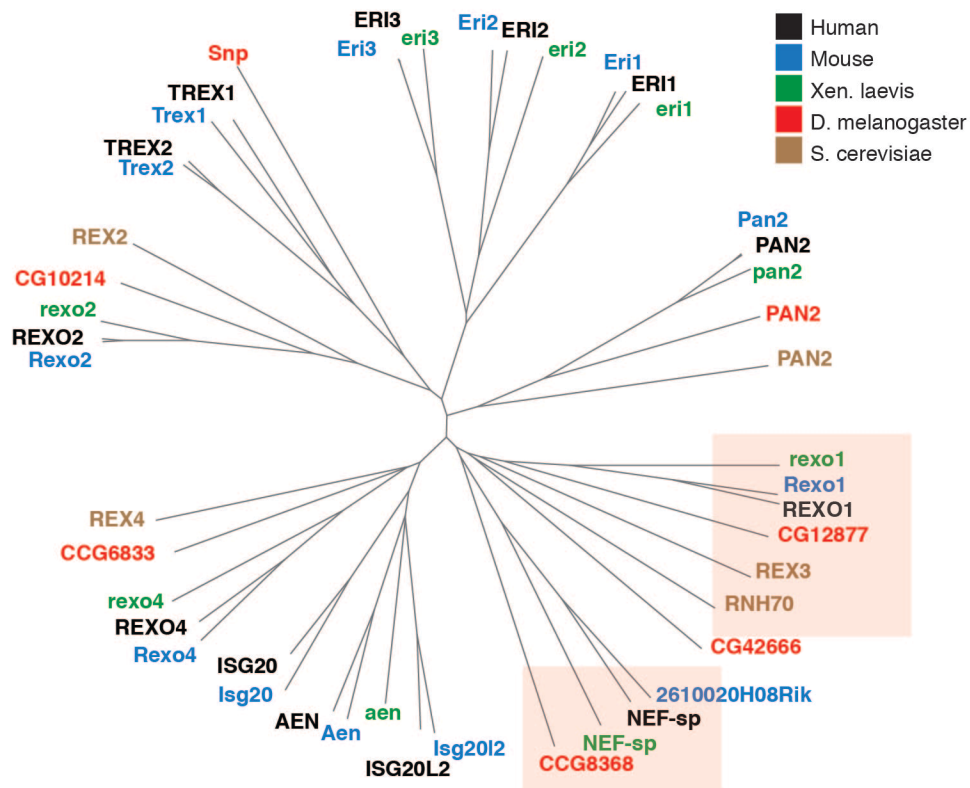 ERI3
Eri3
eri3
Eri2
ERI2
eri2
Eri1
ERI1
eri1
Human
Mouse
Xen. laevis
D. melanogaster
S. cerevisiae
Snp
TREX1
Trex1
TREX2
Trex2
REX2
CG10214
rexo2
REXO2
Rexo2
Pan2
PAN2
pan2
PAN2
PAN2
rexo1
Rexo1
REXO1
CG12877
REX3
RNH70
CG42666
2610020H08Rik
NEF-sp
NEF-sp
CCG8368
REX4
CCG6833
rexo4
REXO4
Rexo4
ISG20
Isg20
AEN
Aen
aen
ISG20L2
Isg20l2